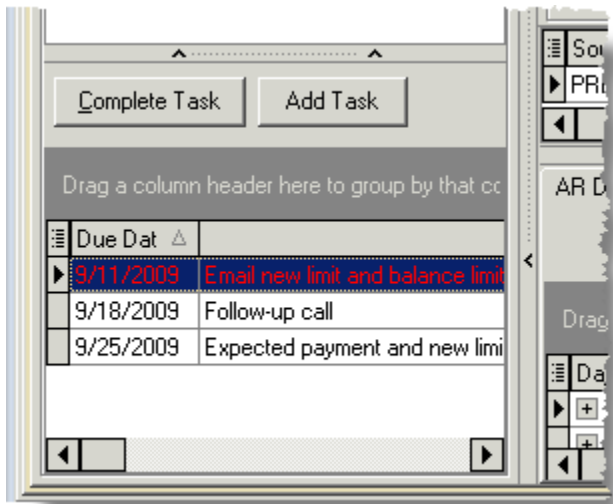 Complete Task
Add Task
Drag a column header here to group by that
Due Dat
9/11/2009 Email new limit and balance limit
9/18/2009 Follow-up call
9/25/2009 Expected payment and new limi
Sou
PRE
AR D
Drag
Da